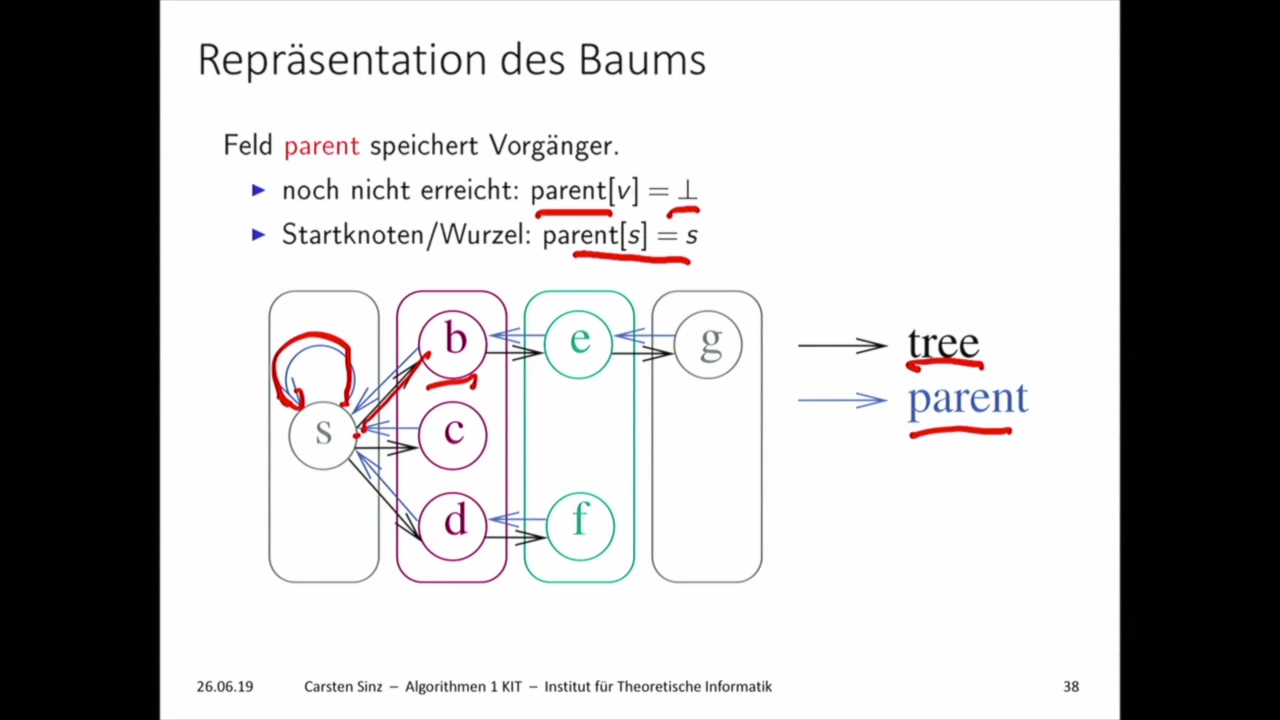 Repräsentation des Baums
Feld parent speichert Vorgänger.
▶ noch nicht erreicht: parent[v] = ⊥
▶ Startknoten/Wurzel: parent[s] = s
b e g
s c
d f
tree
parent
26.06.19 Carsten Sinz – Algorithmen 1 KIT – Institut für Theoretische Informatik 38